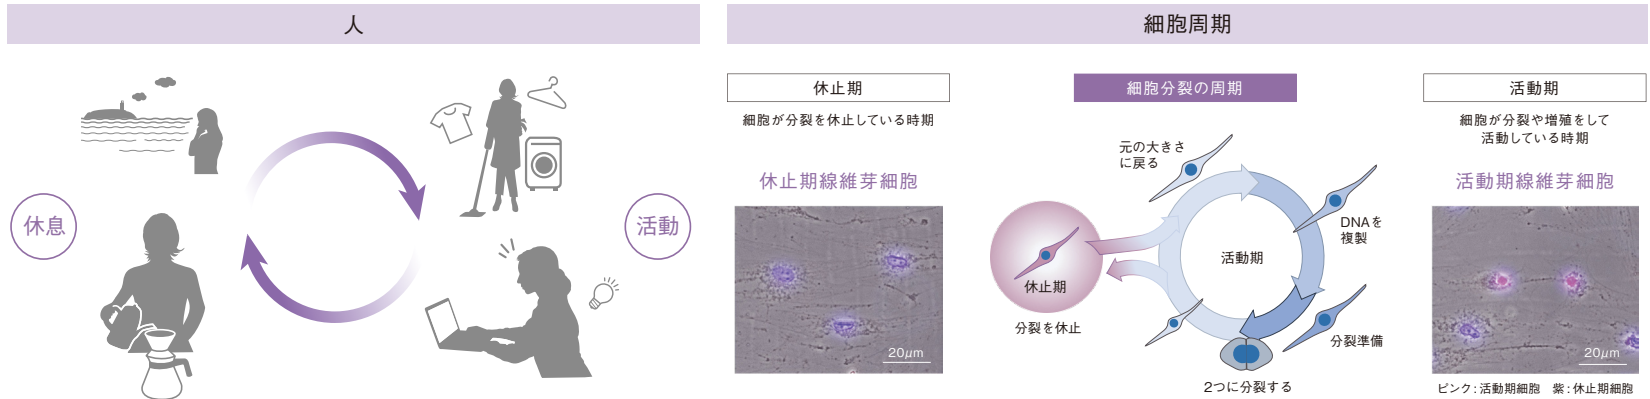 人
休息
活動
細胞周期
休止期
細胞が分裂を休止している時期
休止期線維芽細胞
20μm
細胞分裂の周期
元の大きさ
に戻る
DNAを
複製
活動期
休止期
分裂を休止
分裂準備
2つに分裂する
活動期
細胞が分裂や増殖をして
活動している時期
活動期線維芽細胞
20μm
ピンク:活動期細胞 紫:休止期細胞